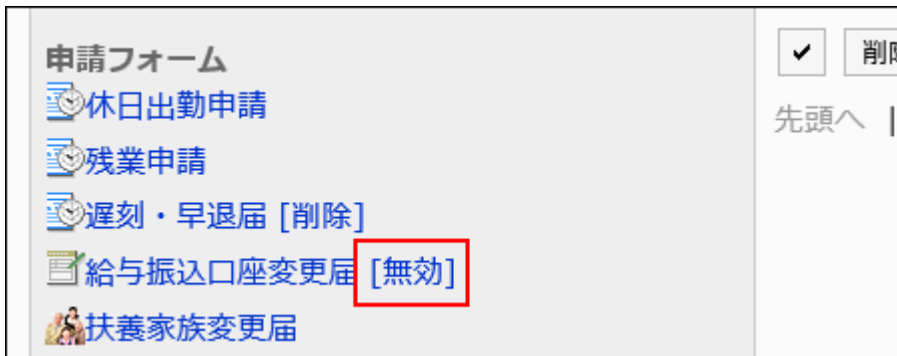 申請フォーム
休日出勤申請
残業申請
遅刻・早退届 [削除]
給与振込口座変更届 [無効]
扶養家族変更届
削
先頭へ |